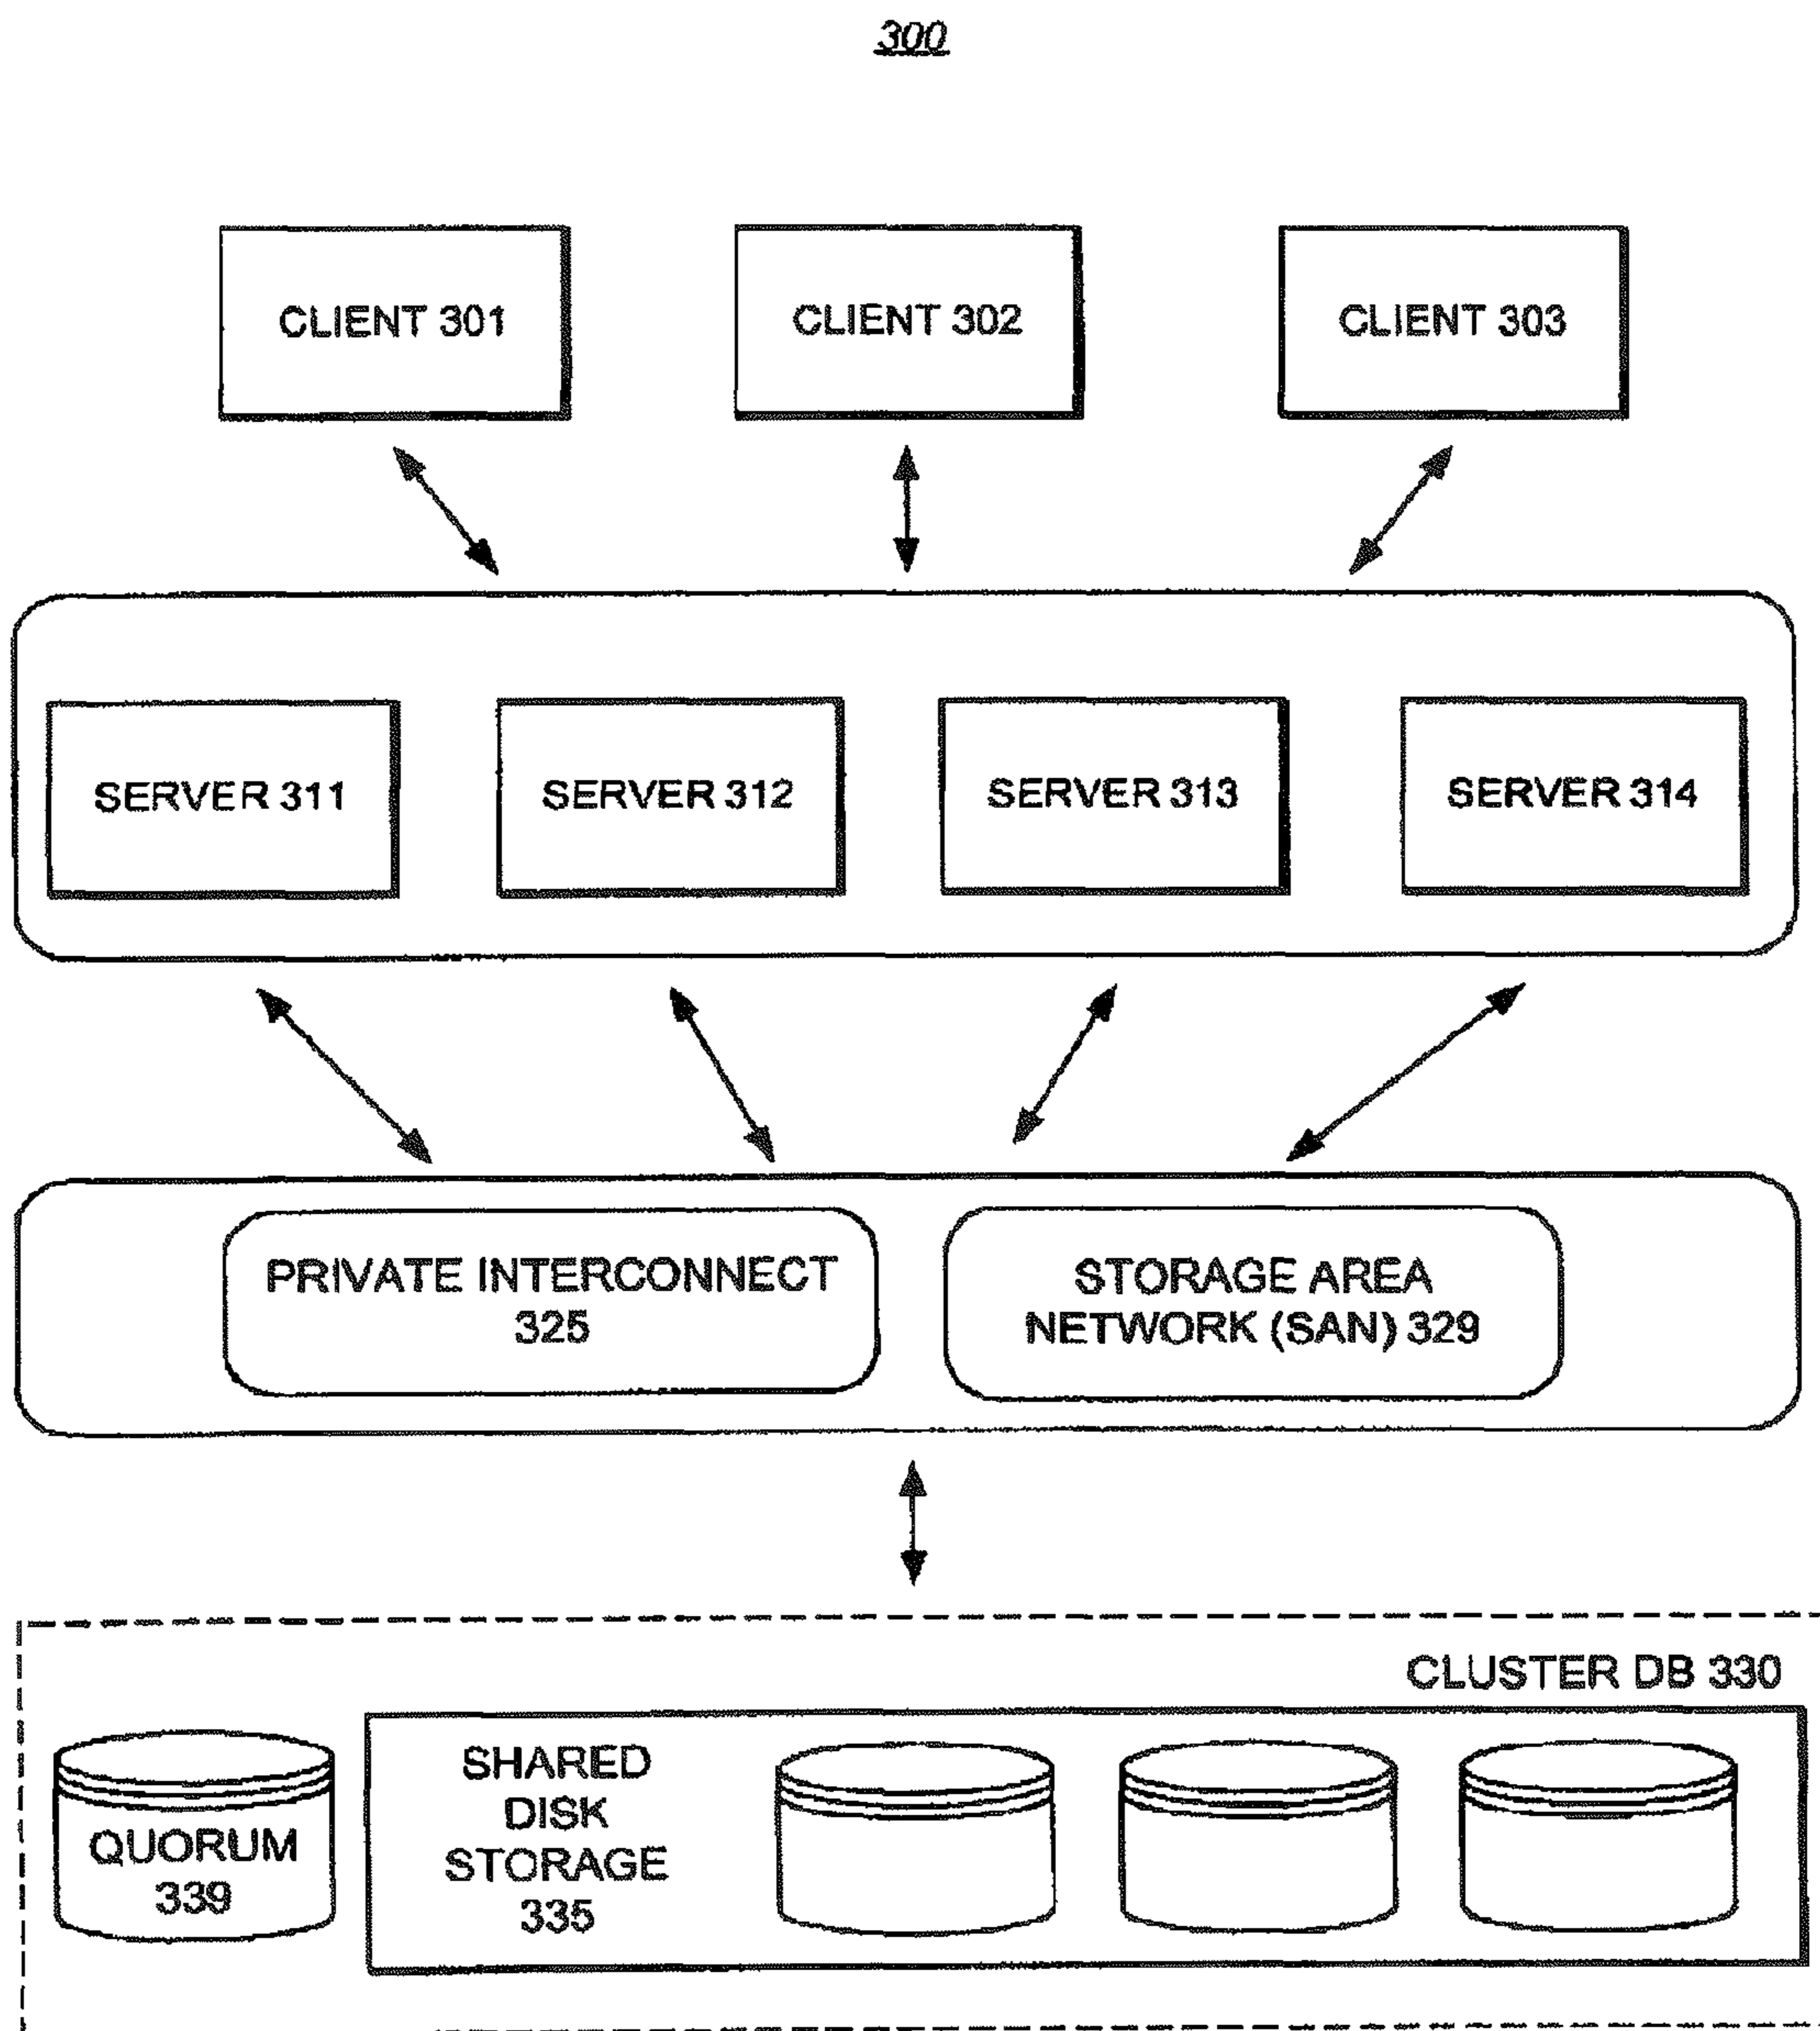 300
CLIENT 301
CLIENT 302
CLIENT 303
SERVER 311
SERVER 312
SERVER 313
SERVER 314
PRIVATE INTERCONNECT
325
STORAGE AREA
NETWORK (SAN) 329
CLUSTER DB 330
QUORUM
339
SHARED
DISK
STORAGE
335